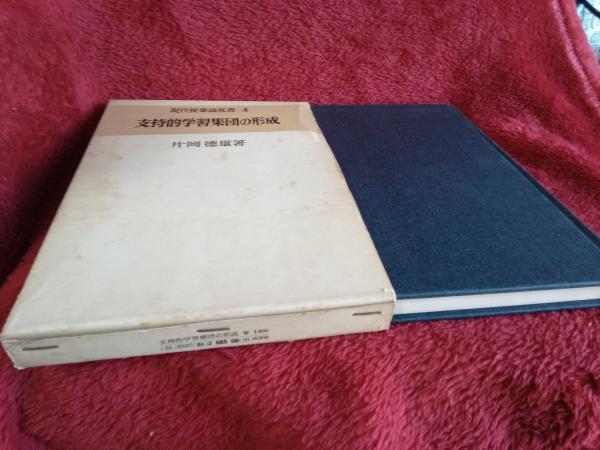 現代授業論双書 4
支持的学習集団の形成
片岡徳雄著
支持的学習集団の形成 ¥ 1400